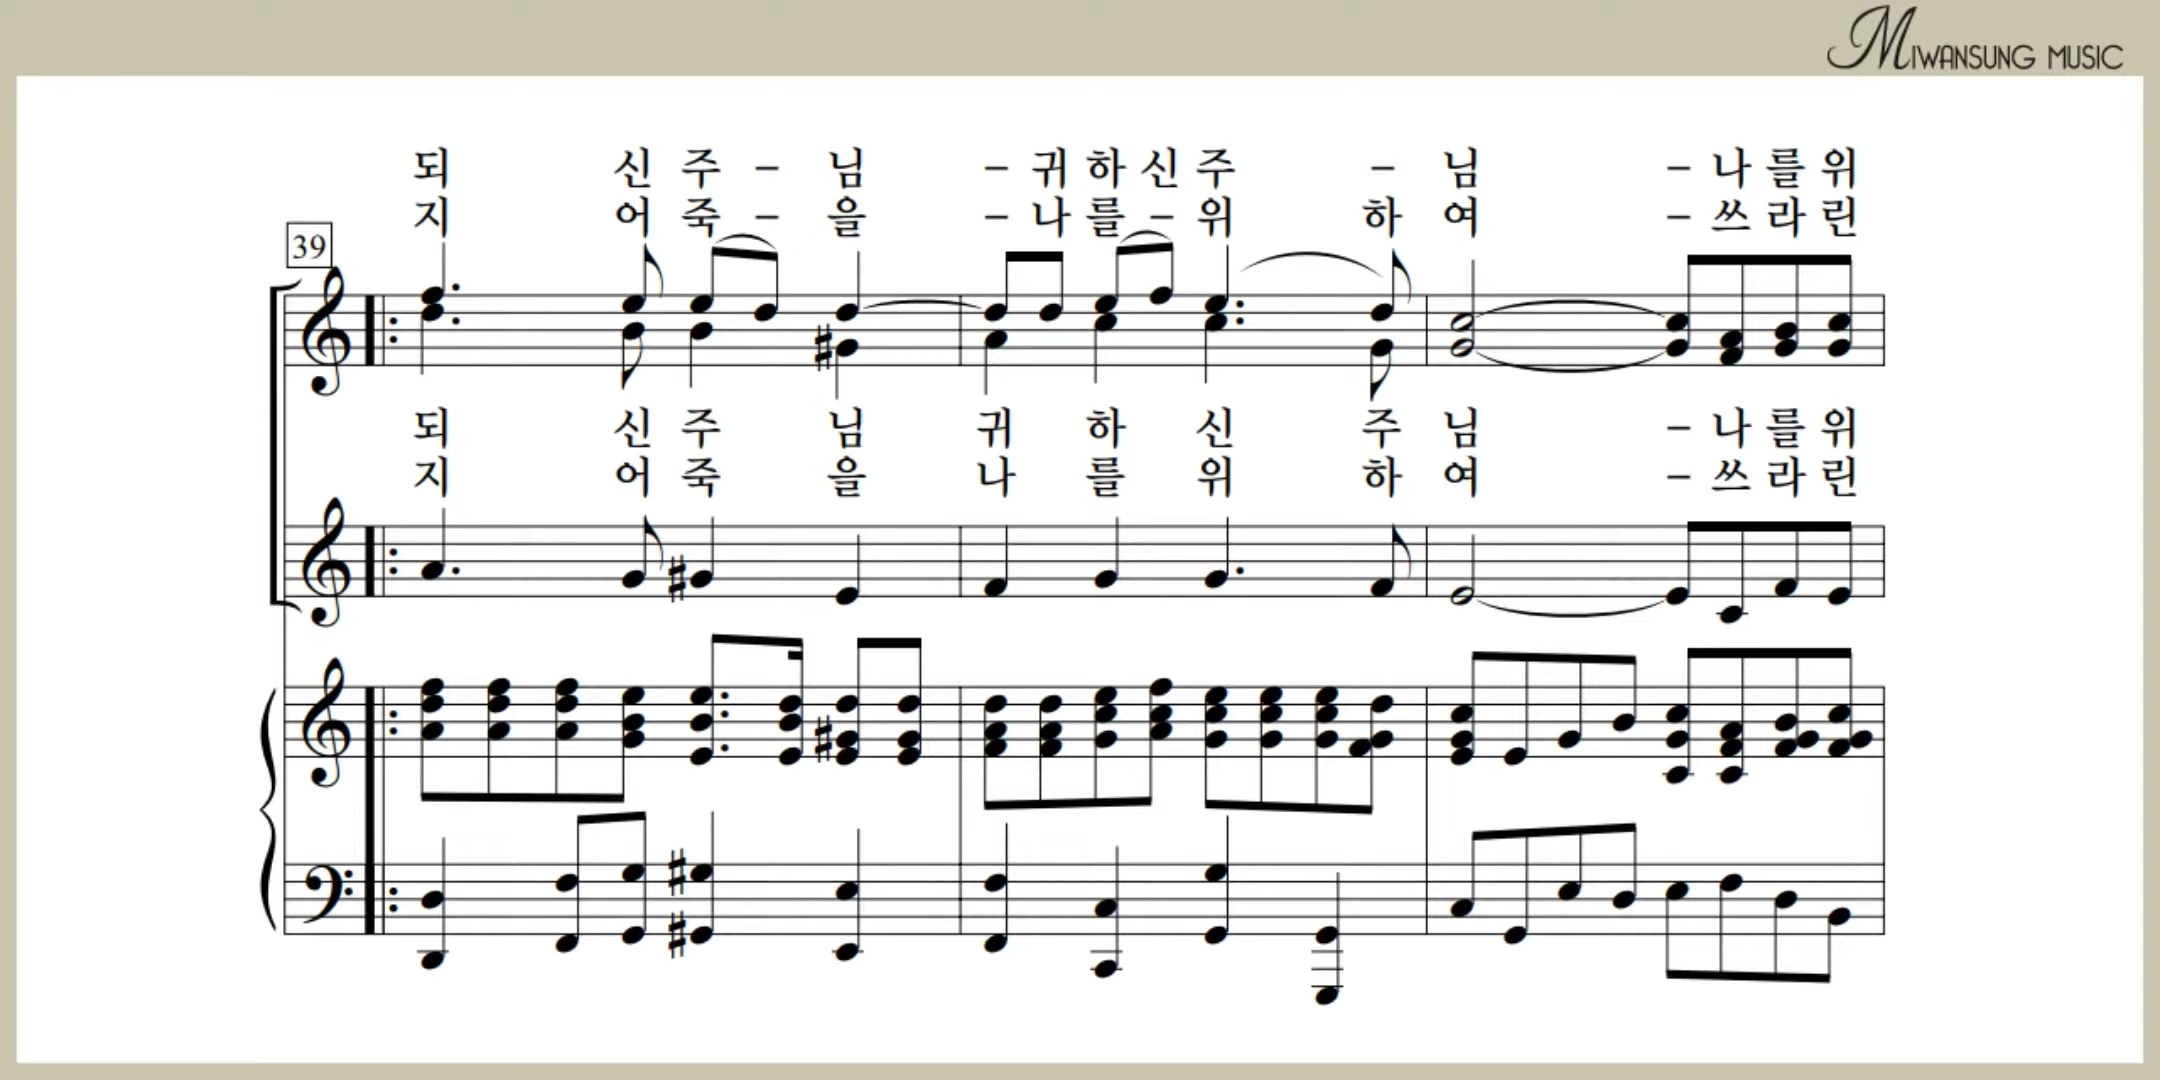 MIWANSUNG MUSIC
되 신 주 - 님 - 귀 하 신 주 - 님 - 나 를 위
지 어 죽 - 을 - 나 를 - 위 하 여 - 쓰 라 린
39
되 신 주 님 귀 하 신 주 님 - 나 를 위
지 어 죽 을 나 를 위 하 여 - 쓰 라 린